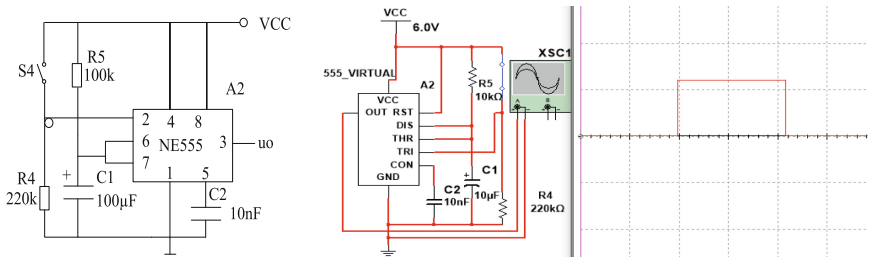 VCC
S4
R5
100k
A2
2
4
8
6
7
NE555
3
uo
1
5
R4
220k
+
C1
100μF
C2
10nF
VCC
6.0V
555_VIRTUAL
A2
VCC
OUT RST
DIS
THR
TRI
CON
GND
R5
10kΩ
XSC1
A
B
+
C1
10μF
C2
10nF
R4
220kΩ